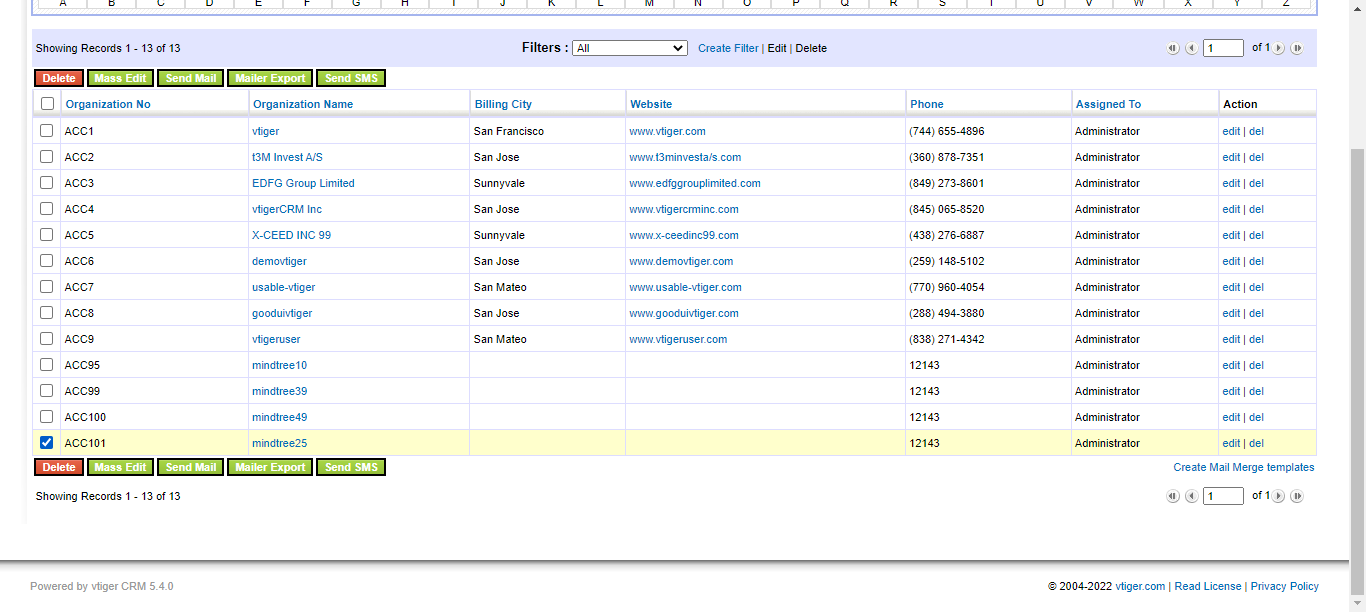 A B C D E F G H I J K L M N O P Q R S T U V W X Y Z
Showing Records 1 - 13 of 13 Filters : All Create Filter | Edit | Delete 1 of 1
Delete Mass Edit Send Mail Mailer Export Send SMS
Organization No Organization Name Billing City Website Phone Assigned To Action
ACC1 vtiger San Francisco www.vtiger.com (744) 655-4896 Administrator edit | del
ACC2 t3M Invest A/S San Jose www.t3minvesta/s.com (360) 878-7351 Administrator edit | del
ACC3 EDFG Group Limited Sunnyvale www.edfggrouplimited.com (849) 273-8601 Administrator edit | del
ACC4 vtigerCRM Inc San Jose www.vtigercrminc.com (845) 065-8520 Administrator edit | del
ACC5 X-CEED INC 99 Sunnyvale www.x-ceedinc99.com (438) 276-6887 Administrator edit | del
ACC6 demovtiger San Jose www.demovtiger.com (259) 148-5102 Administrator edit | del
ACC7 usable-vtiger San Mateo www.usable-vtiger.com (770) 960-4054 Administrator edit | del
ACC8 gooduivtiger San Jose www.gooduivtiger.com (288) 494-3880 Administrator edit | del
ACC9 vtigeruser San Mateo www.vtigeruser.com (838) 271-4342 Administrator edit | del
ACC95 mindtree10 12143 Administrator edit | del
ACC99 mindtree39 12143 Administrator edit | del
ACC100 mindtree49 12143 Administrator edit | del
ACC101 mindtree25 12143 Administrator edit | del
Delete Mass Edit Send Mail Mailer Export Send SMS Create Mail Merge templates
Showing Records 1 - 13 of 13 1 of 1
Powered by vtiger CRM 5.4.0 © 2004-2022 vtiger.com | Read License | Privacy Policy